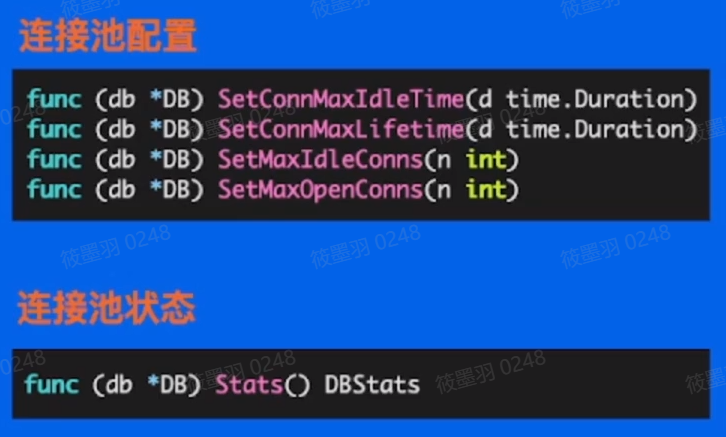 连接池配置
func (db *DB) SetConnMaxIdleTime(d time.Duration)
func (db *DB) SetConnMaxLifetime(d time.Duration)
func (db *DB) SetMaxIdleConns(n int)
func (db *DB) SetMaxOpenConns(n int)
筱墨羽 0248
筱墨羽 0248
筱墨羽 0248
连接池状态
func (db *DB) Stats() DBStats
筱墨羽 0248
筱墨羽 0248